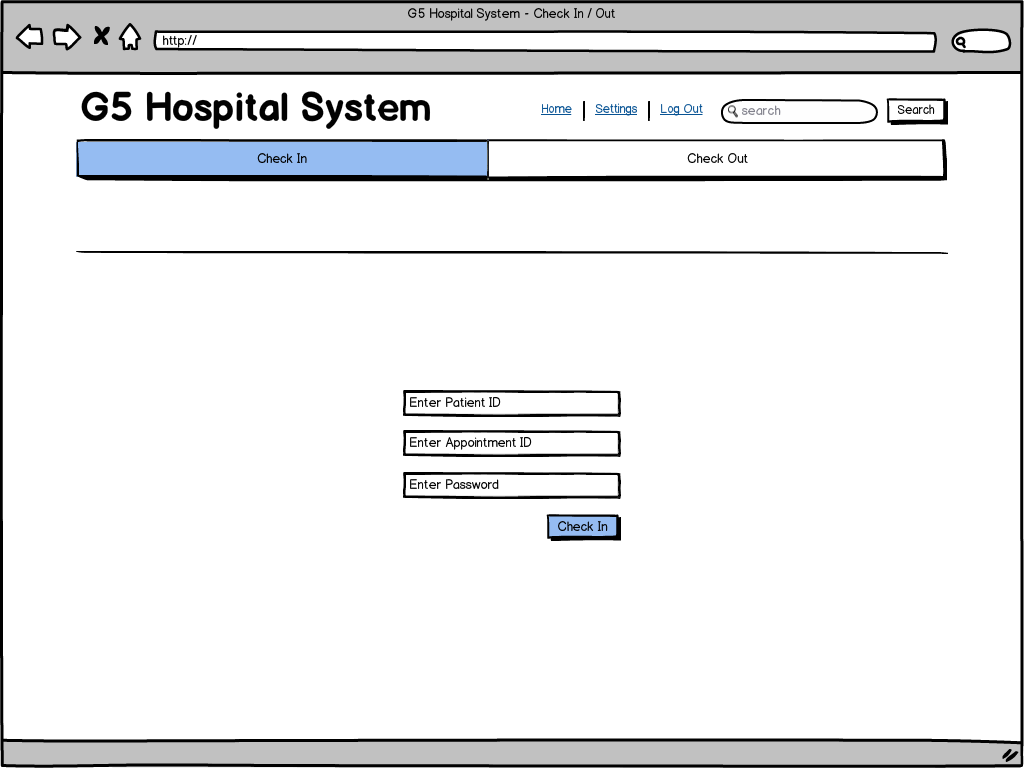 G5 Hospital System - Check In / Out
http://
G5 Hospital System
Home Settings Log Out search Search
Check In Check Out
Enter Patient ID
Enter Appointment ID
Enter Password
Check In